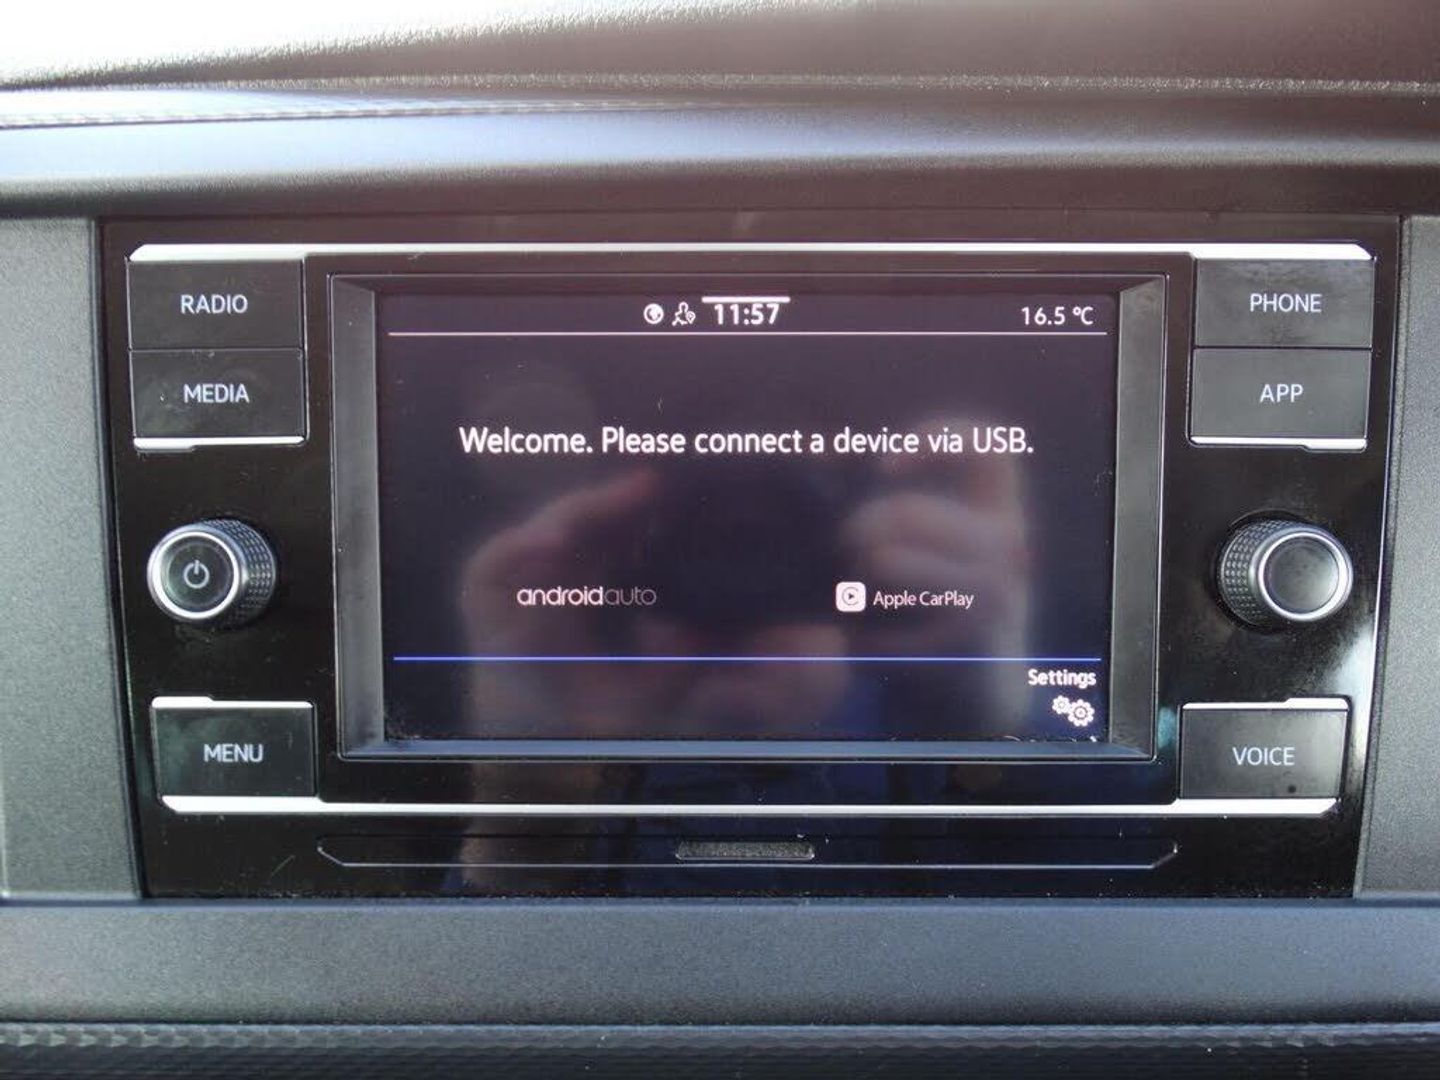 RADIO
MEDIA
MENU
11:57
16.5 °C
Welcome. Please connect a device via USB.
androidauto
Apple CarPlay
Settings
PHONE
APP
VOICE